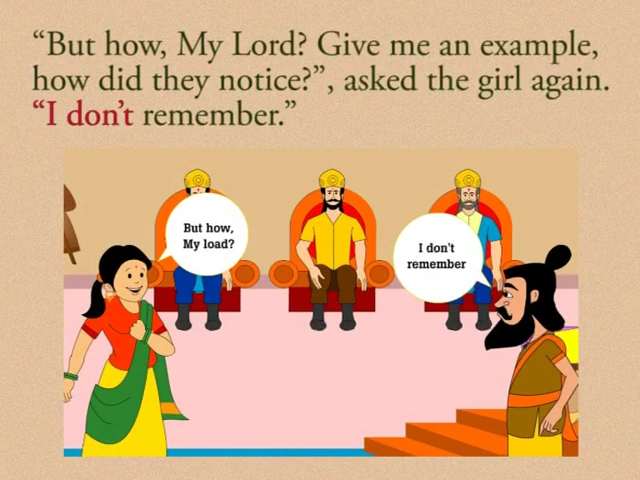 “But how, My Lord? Give me an example,
how did they notice?”, asked the girl again.
“I don’t remember.”
But how,
My load?
I don't
remember